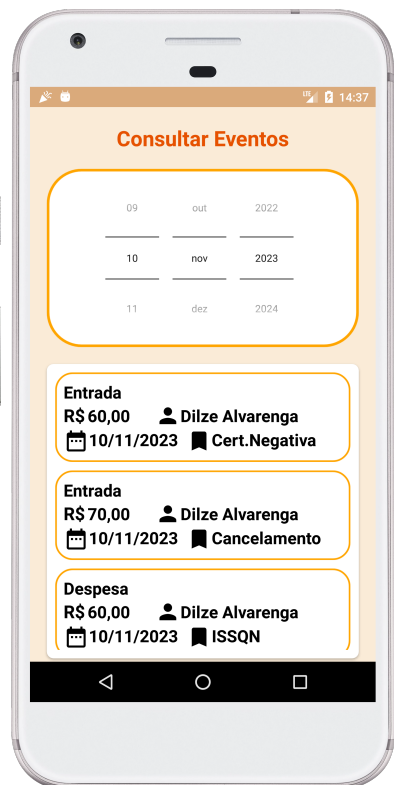 LTE 14:37
Consultar Eventos
09 out 2022
10 nov 2023
11 dez 2024
Entrada
R$ 60,00 Dilze Alvarenga
10/11/2023 Cert.Negativa
Entrada
R$ 70,00 Dilze Alvarenga
10/11/2023 Cancelamento
Despesa
R$ 60,00 Dilze Alvarenga
10/11/2023 ISSQN